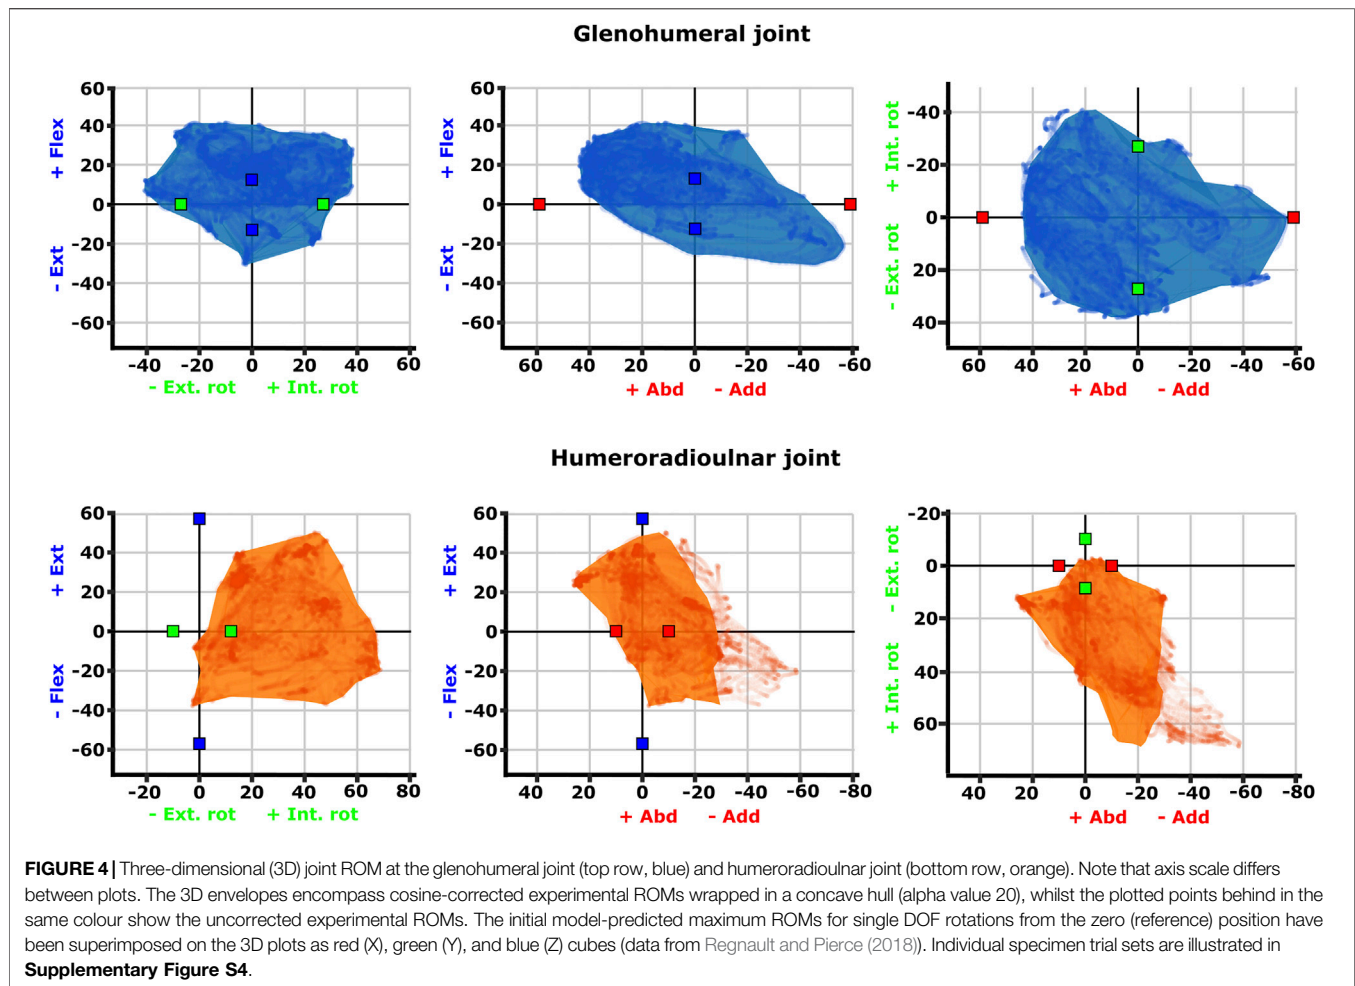 Glenohumeral joint
60
40
20
0
-20
-40
-60
- Ext + Flex
-40 -20 0 20 40 60
- Ext. rot + Int. rot
60
40
20
0
-20
-40
-60
- Ext + Flex
60 40 20 0 -20 -40 -60
+ Abd - Add
-40
-20
0
20
40
- Ext. rot + Int. rot
60 40 20 0 -20 -40 -60
+ Abd - Add
Humeroradioulnar joint
60
40
20
0
-20
-40
-60
- Flex + Ext
-20 0 20 40 60 80
- Ext. rot + Int. rot
60
40
20
0
-20
-40
-60
- Flex + Ext
40 20 0 -20 -40 -60 -80
+ Abd - Add
-20
0
20
40
60
+ Int. rot - Ext. rot
40 20 0 -20 -40 -60 -80
+ Abd - Add
FIGURE 4 | Three-dimensional (3D) joint ROM at the glenohumeral joint (top row, blue) and humeroradioulnar joint (bottom row, orange). Note that axis scale differs
between plots. The 3D envelopes encompass cosine-corrected experimental ROMs wrapped in a concave hull (alpha value 20), whilst the plotted points behind in the
same colour show the uncorrected experimental ROMs. The initial model-predicted maximum ROMs for single DOF rotations from the zero (reference) position have
been superimposed on the 3D plots as red (X), green (Y), and blue (Z) cubes (data from Regnault and Pierce (2018)). Individual specimen trial sets are illustrated in
Supplementary Figure S4.